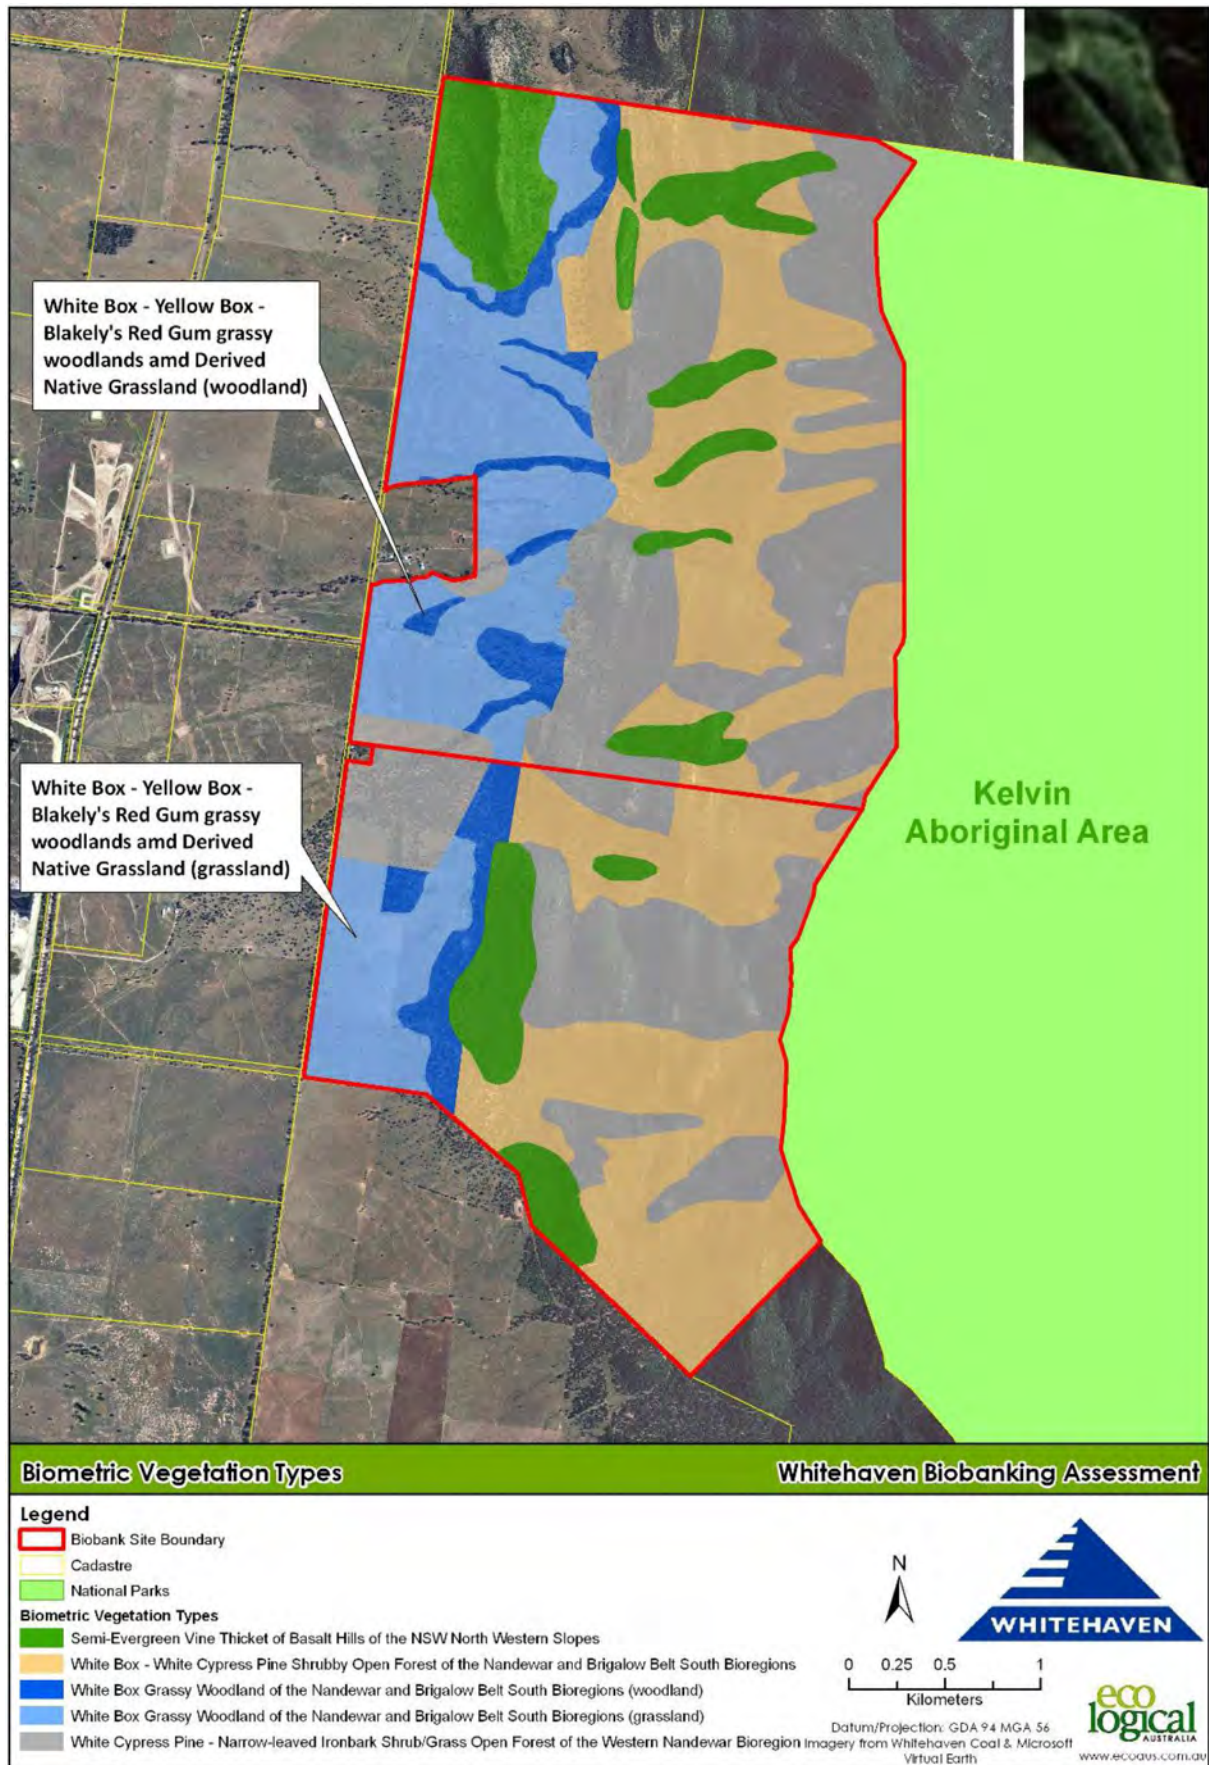 White Box - Yellow Box -
Blakely's Red Gum grassy
woodlands amd Derived
Native Grassland (woodland)
White Box - Yellow Box -
Blakely's Red Gum grassy
woodlands amd Derived
Native Grassland (grassland)
Kelvin
Aboriginal Area
Biometric Vegetation Types
Whitehaven Biobanking Assessment
Legend
Biobank Site Boundary
Cadastre
National Parks
Biometric Vegetation Types
Semi-Evergreen Vine Thicket of Basalt Hills of the NSW North Western Slopes
White Box - White Cypress Pine Shrubby Open Forest of the Nandewar and Brigalow Belt South Bioregions
White Box Grassy Woodland of the Nandewar and Brigalow Belt South Bioregions (woodland)
White Box Grassy Woodland of the Nandewar and Brigalow Belt South Bioregions (grassland)
White Cypress Pine - Narrow-leaved Ironbark Shrub/Grass Open Forest of the Western Nandewar Bioregion
N
0 0.25 0.5 1
Kilometers
Datum/Projection: GDA 94 MGA 56
Imagery from Whitehaven Coal & Microsoft
Virtual Earth
WHITEHAVEN
eco
logical
AUSTRALIA
www.ecoaus.com.au